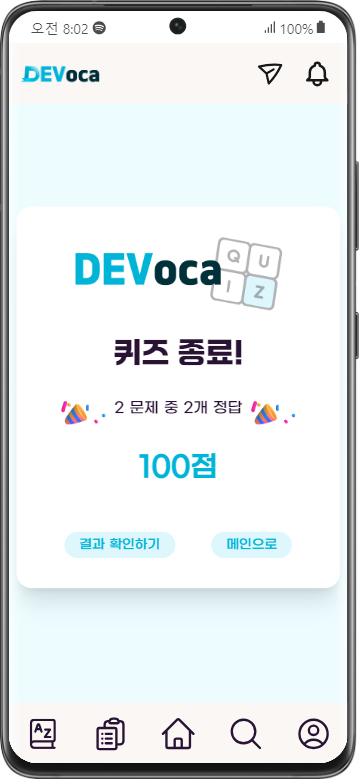 오전 8:02
100%
DEVoca
DEVoca
Q U
I Z
퀴즈 종료!
2 문제 중 2개 정답
100점
결과 확인하기
메인으로
A Z